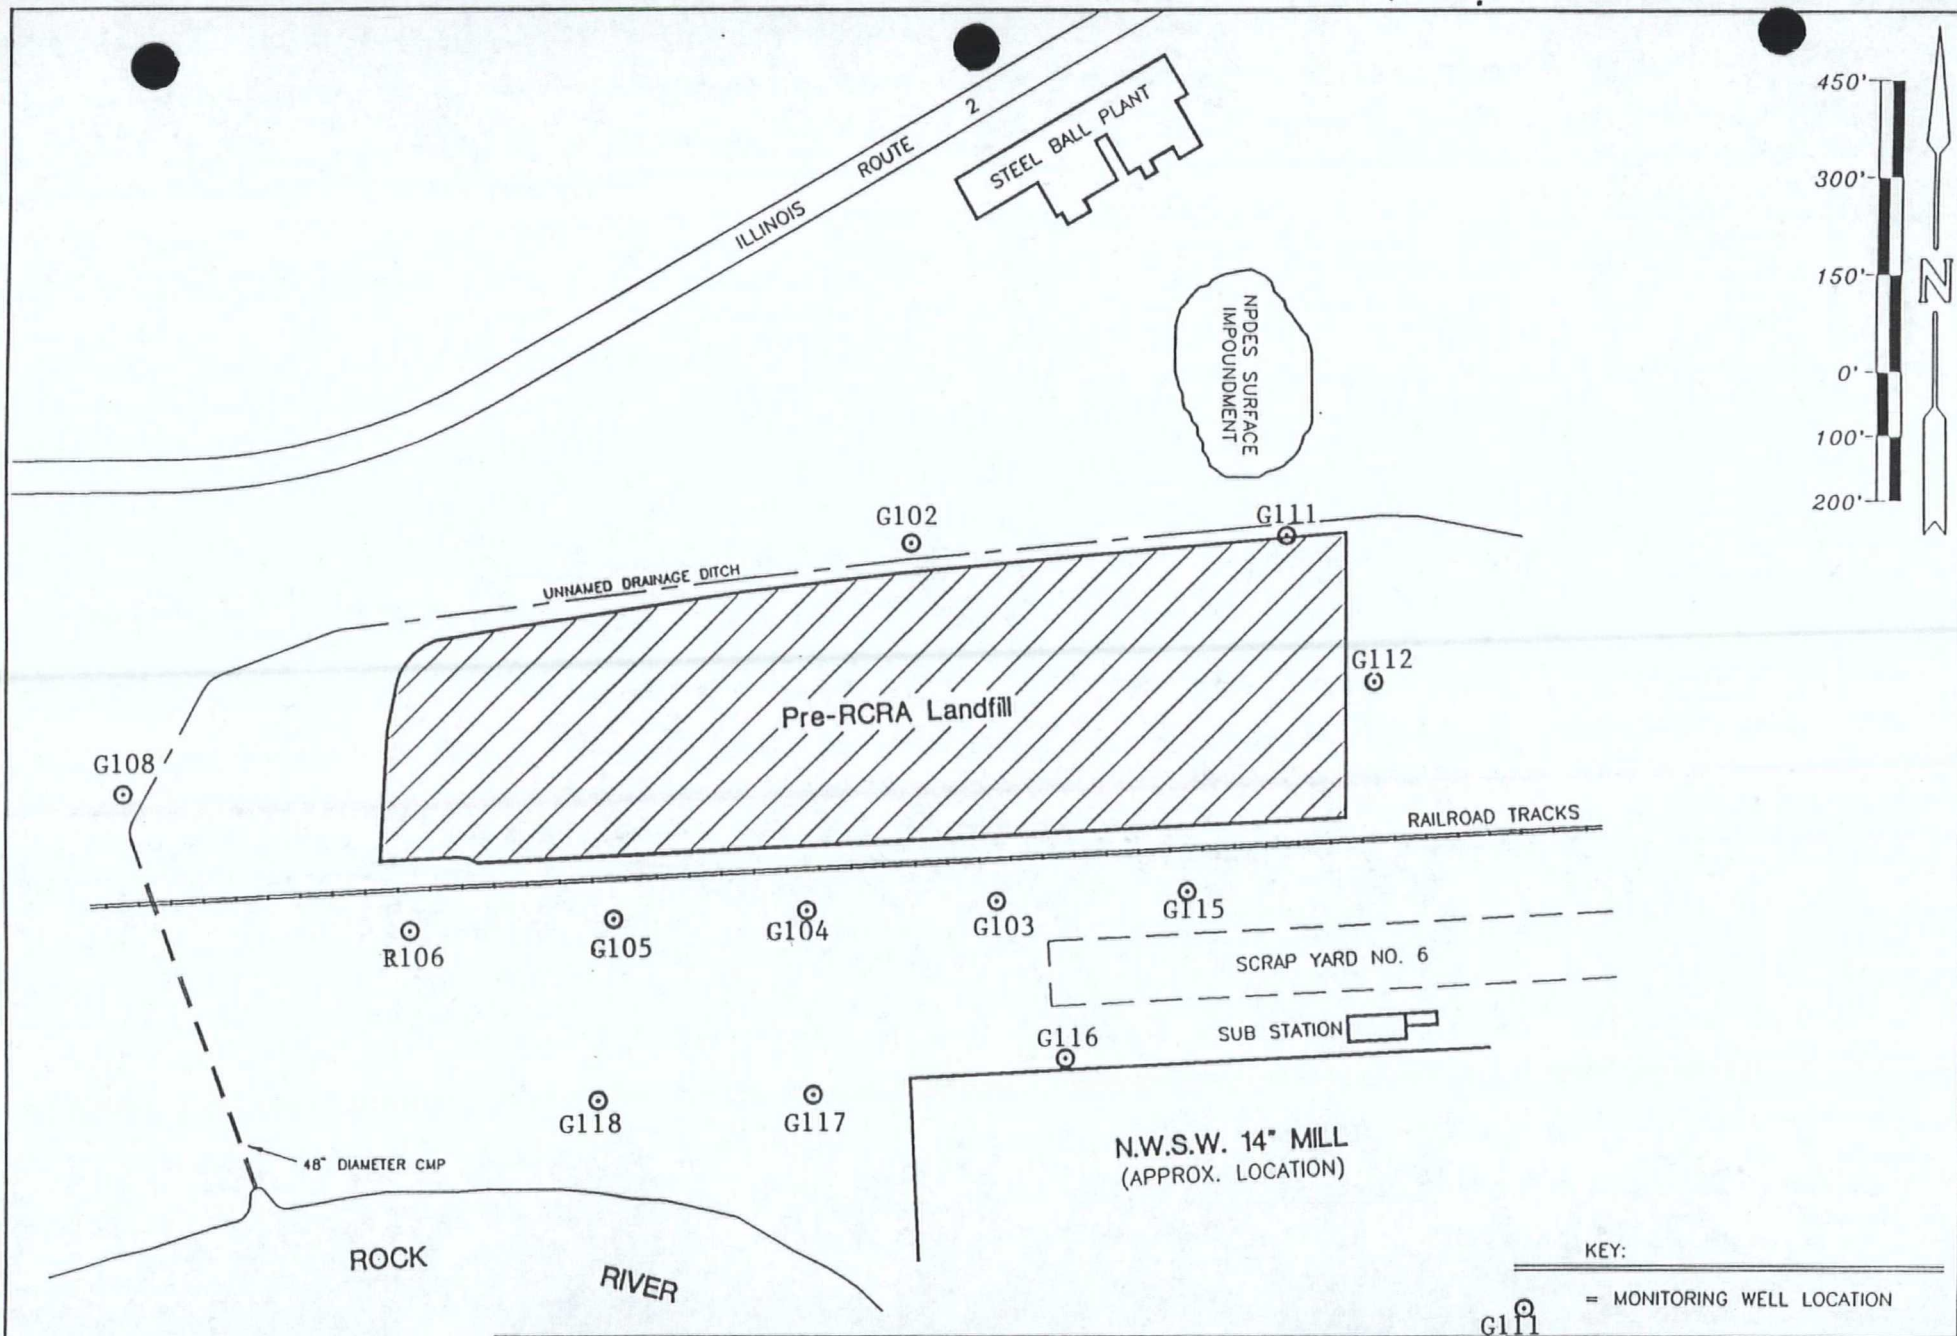 450'
300'
150'
0'
100'
200'
N
ILLINOIS ROUTE 2
STEEL BALL PLANT
NPDES SURFACE
IMPOUNDMENT
G102
G111
UNNAMED DRAINAGE DITCH
G112
Pre-RCRA Landfill
G108
RAILROAD TRACKS
R106
G105
G104
G103
G115
SCRAP YARD NO. 6
SUB STATION
G116
G118
G117
48" DIAMETER CMP
N.W.S.W. 14" MILL
(APPROX. LOCATION)
ROCK RIVER
KEY:
= MONITORING WELL LOCATION
G111